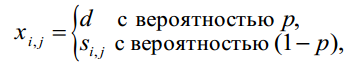 x_{i,j} = { d с вероятностью p,
s_{i,j} с вероятностью (1 − p),